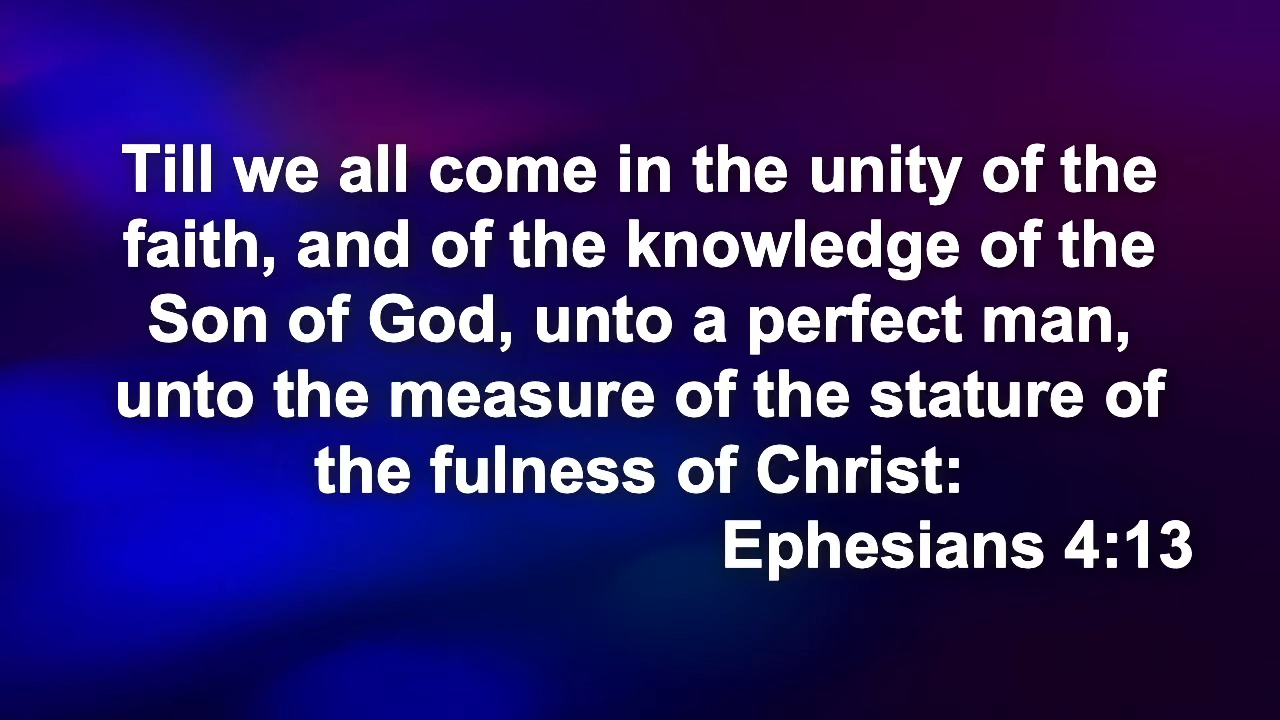 Till we all come in the unity of the
faith, and of the knowledge of the
Son of God, unto a perfect man,
unto the measure of the stature of
the fulness of Christ:
Ephesians 4:13